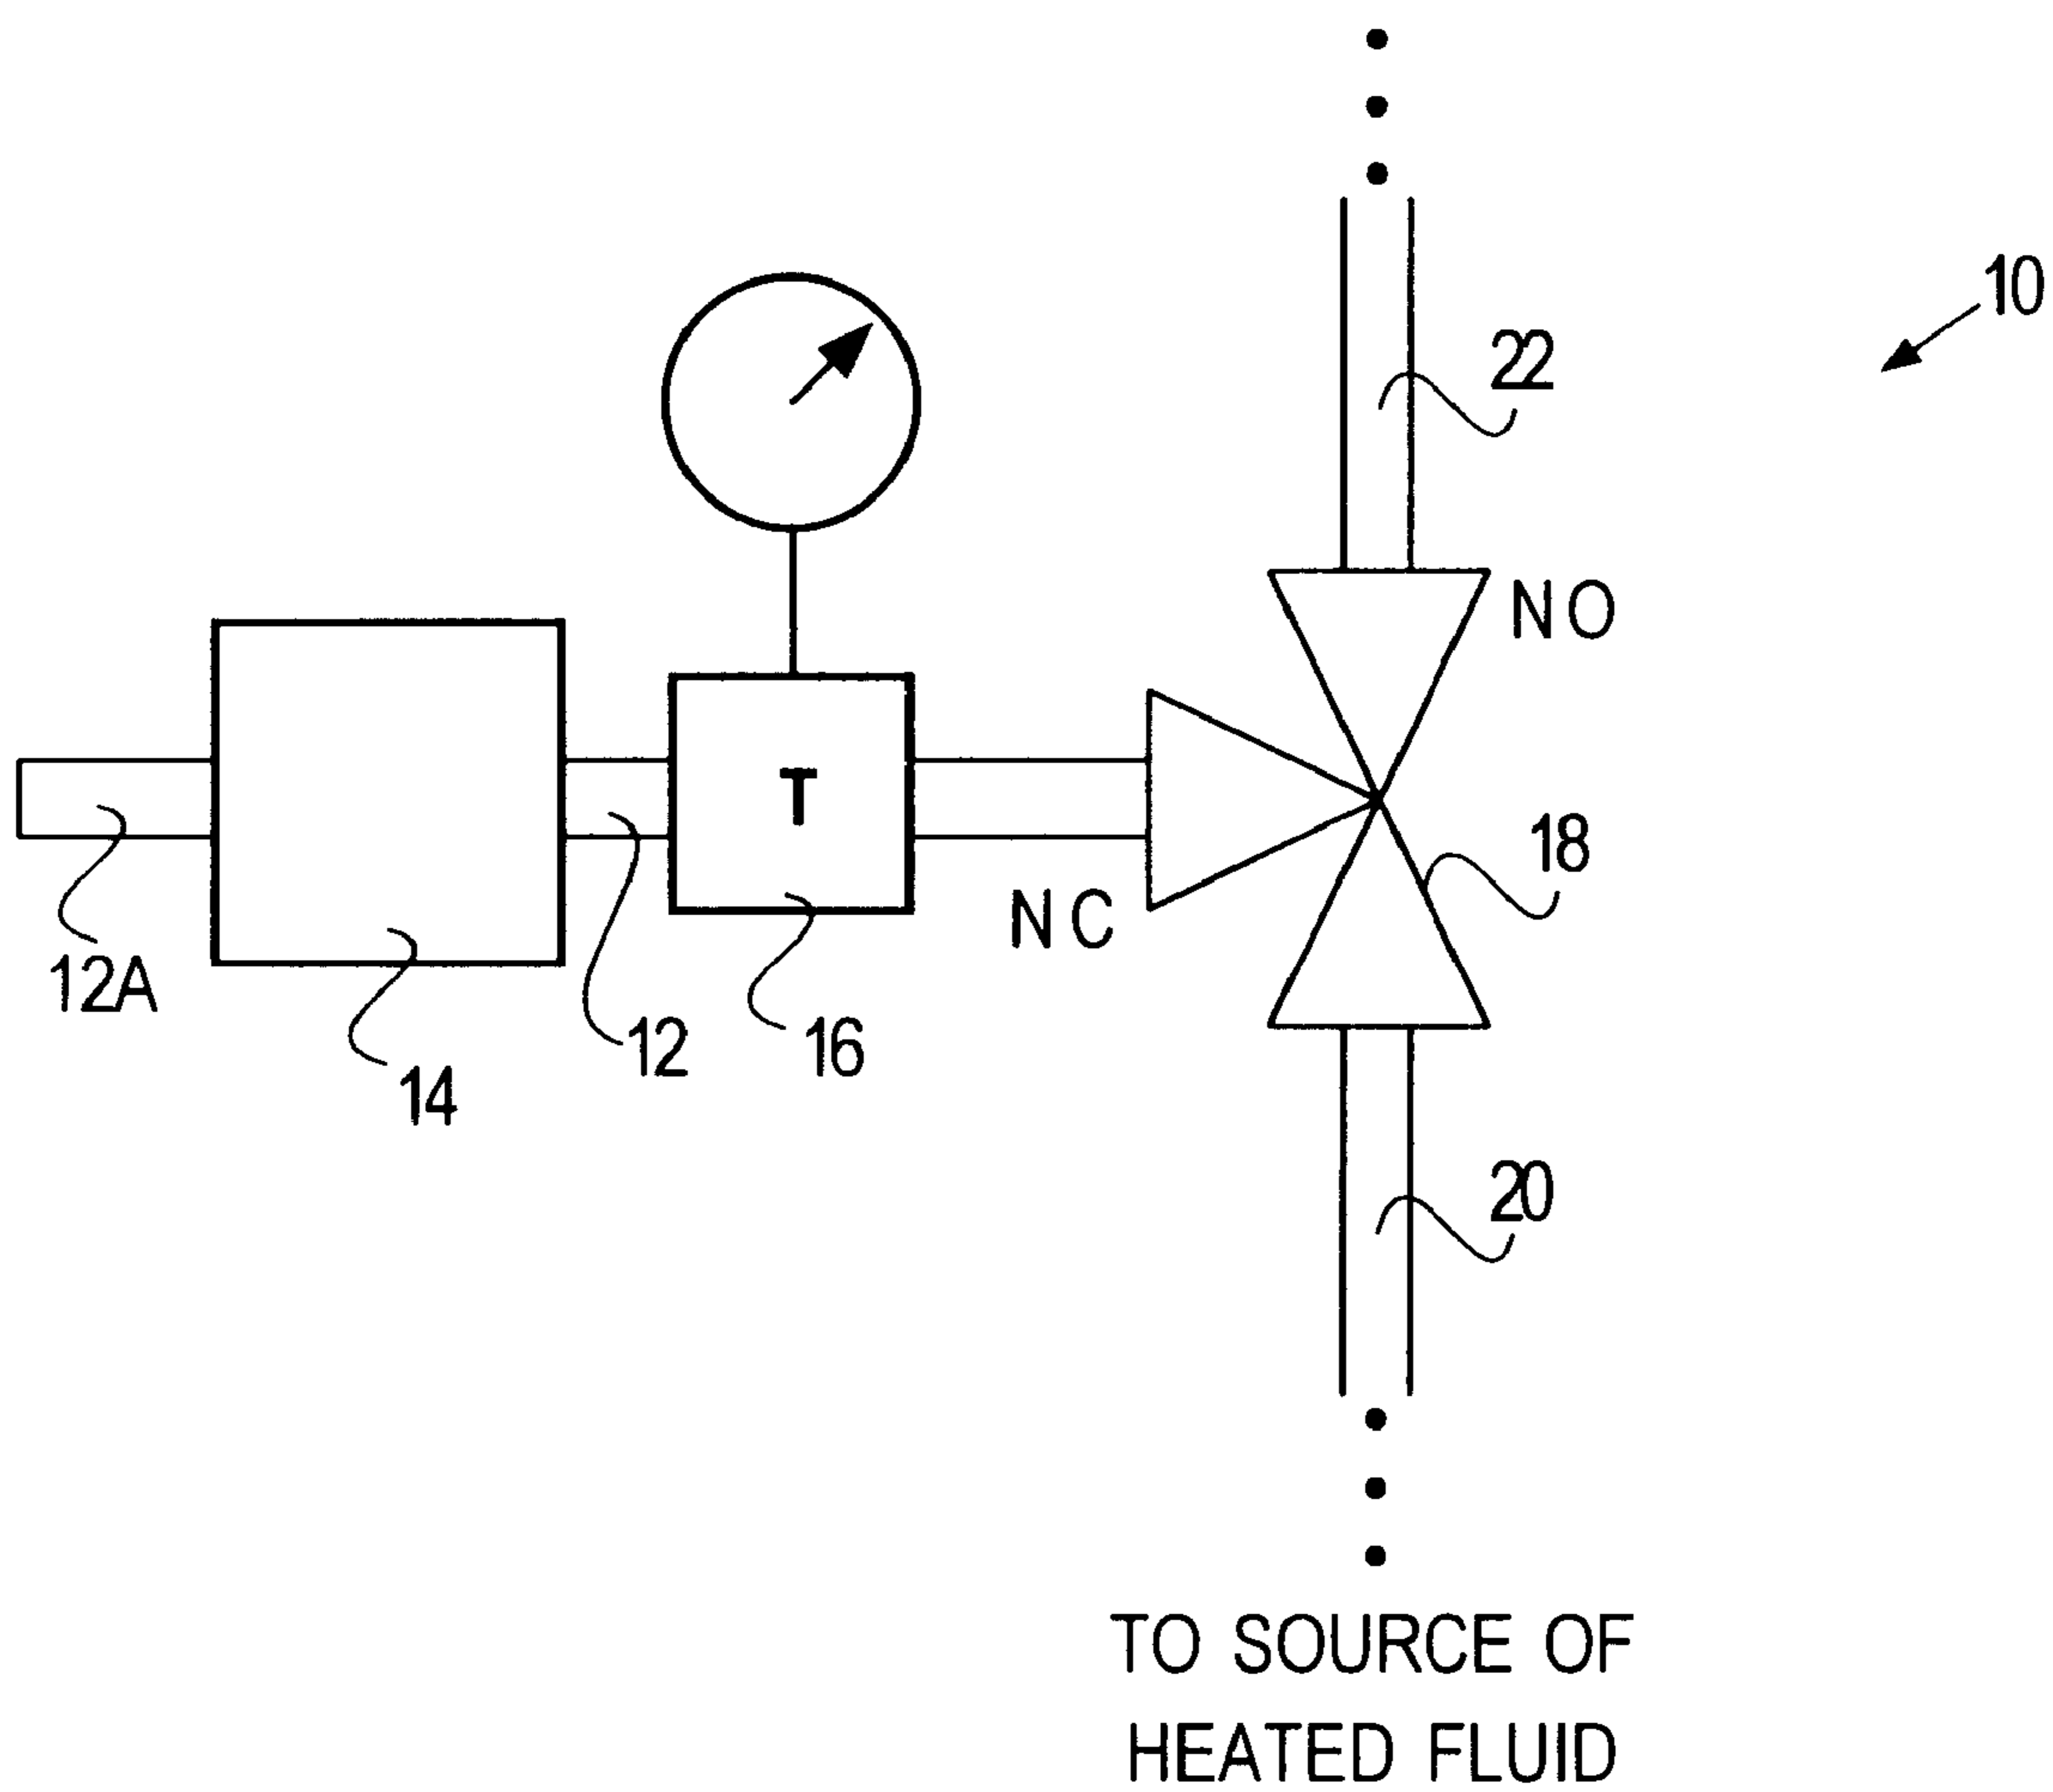 10
22
NO
T
18
NC
12A
12
16
14
20
TO SOURCE OF
HEATED FLUID